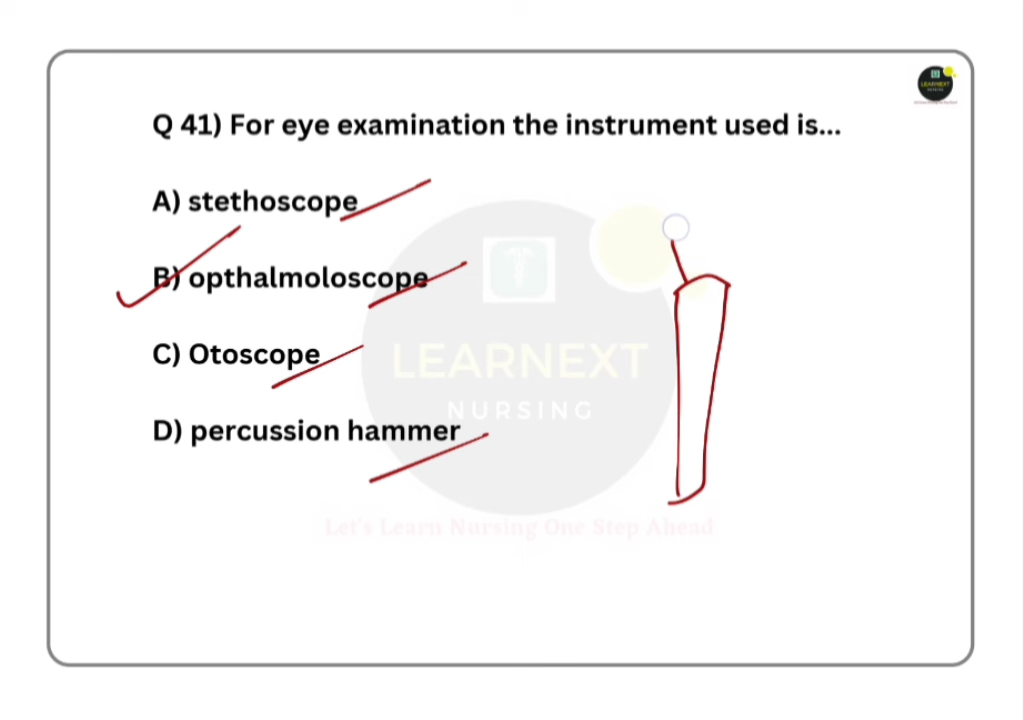 LEARNEXT
Q 41) For eye examination the instrument used is...
A) stethoscope
B) opthalmoloscope
C) Otoscope
D) percussion hammer
LEARNEXT
NURSING
Let's Learn Nursing One Step Ahead